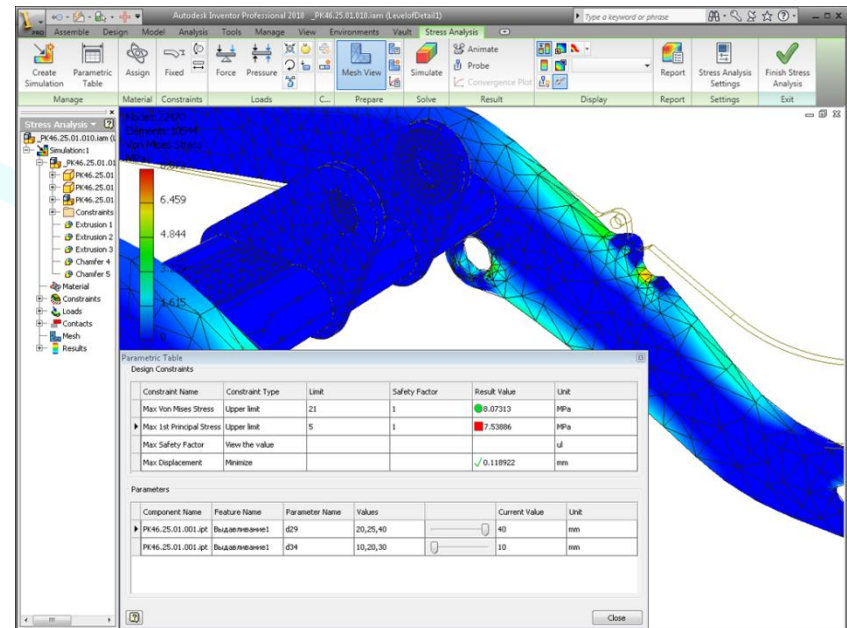 Autodesk Inventor Professional 2018 _PK46.25.01.010.iam (LevelofDetail1)
Type a keyword or phrase
PRO Assemble Design Model Analysis Tools Manage View Environments Vault Stress Analysis
Create Simulation
Parametric Table
Assign
Fixed
Force
Pressure
Mesh View
Simulate
Animate
Probe
Convergence Plot
Report
Stress Analysis Settings
Finish Stress Analysis
Manage Material Constraints Loads C... Prepare Solve Result Display Report Settings Exit
Stress Analysis
_PK46.25.01.010.iam (L
Simulation:1
_PK46.25.01.01
PK46.25.01
PK46.25.01
PK46.25.01
Constraints
Extrusion 1
Extrusion 2
Extrusion 3
Chamfer 4
Chamfer 5
Material
Constraints
Loads
Contacts
Mesh
Results
Von Mises Stress
6.459
4.844
1.615
0
Parametric Table
Design Constraints
Constraint Name Constraint Type Limit Safety Factor Result Value Unit
Max Von Mises Stress Upper limit 21 1 8.07313 MPa
Max 1st Principal Stress Upper limit 5 1 7.53886 MPa
Max Safety Factor View the value ul
Max Displacement Minimize 0.118922 mm
Parameters
Component Name Feature Name Parameter Name Values Current Value Unit
PK46.25.01.001.ipt Выдавливание1 d29 20,25,40 40 mm
PK46.25.01.001.ipt Выдавливание1 d34 10,20,30 10 mm
Close